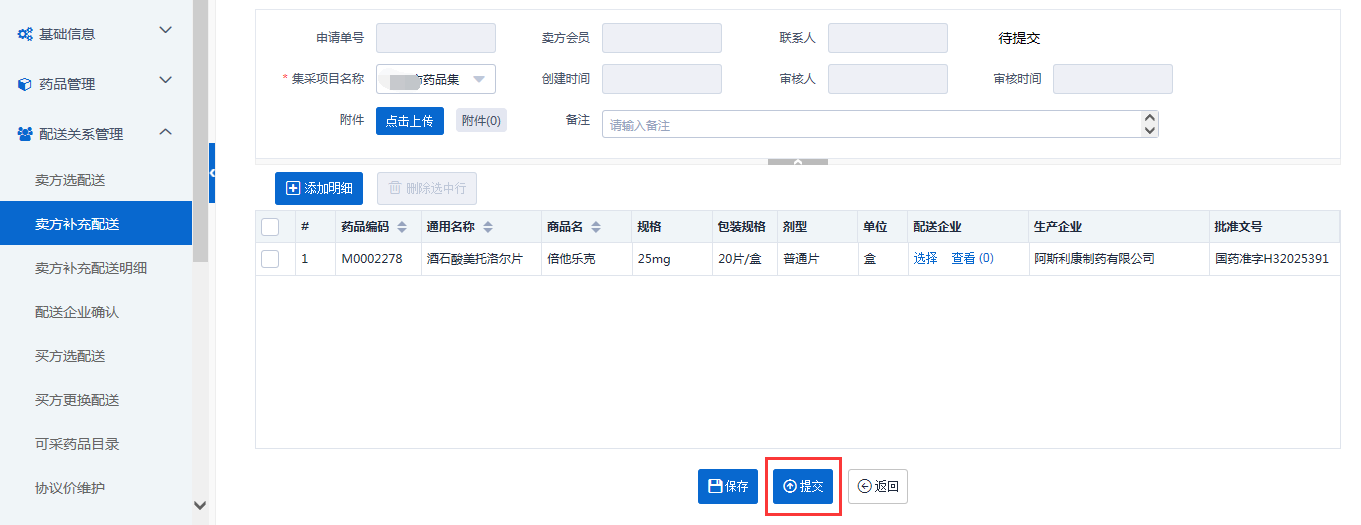 基础信息
药品管理
配送关系管理
卖方选配送
卖方补充配送
卖方补充配送明细
配送企业确认
买方选配送
买方更换配送
可采药品目录
协议价维护
申请单号 卖方会员 联系人 待提交
* 集采项目名称 药品集 创建时间 审核人 审核时间
附件 点击上传 附件(0) 备注 请输入备注
添加明细 删除选中行
# 药品编码 通用名称 商品名 规格 包装规格 剂型 单位 配送企业 生产企业 批准文号
1 M0002278 酒石酸美托洛尔片 倍他乐克 25mg 20片/盒 普通片 盒 选择 查看 (0) 阿斯利康制药有限公司 国药准字H32025391
保存 提交 返回